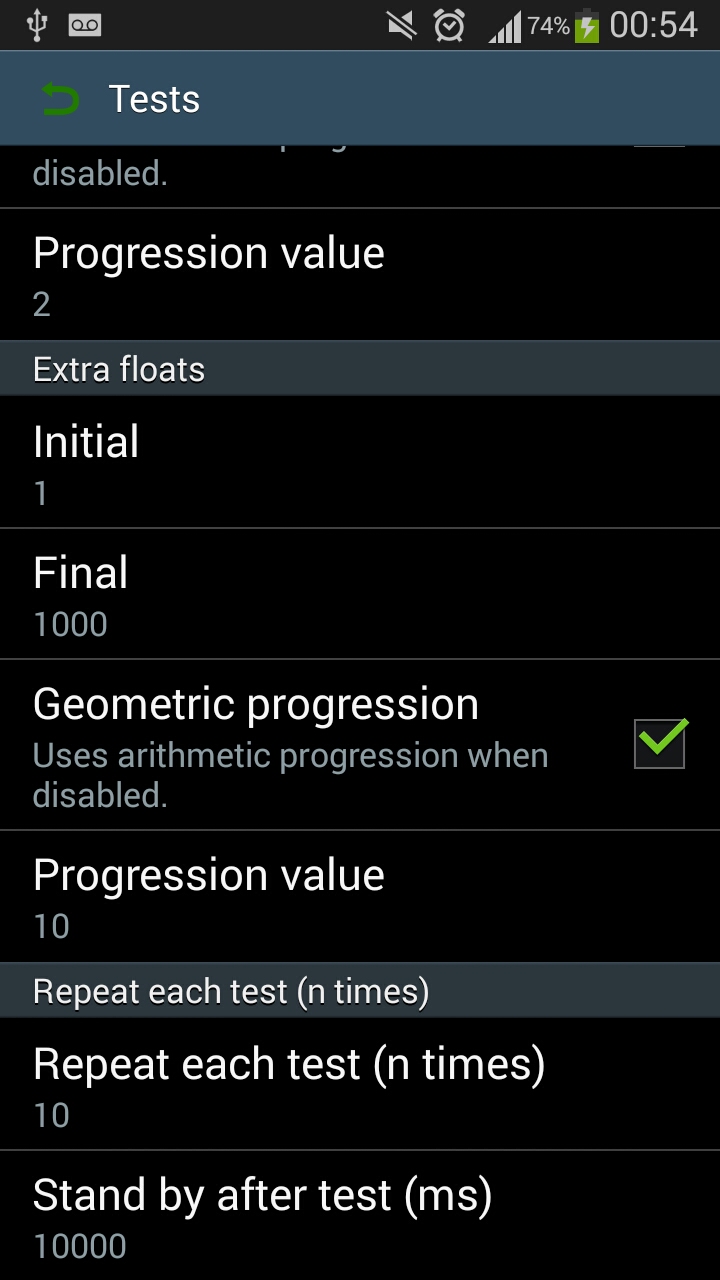 74% 00:54
Tests
disabled.
Progression value
2
Extra floats
Initial
1
Final
1000
Geometric progression
Uses arithmetic progression when
disabled.
Progression value
10
Repeat each test (n times)
Repeat each test (n times)
10
Stand by after test (ms)
10000